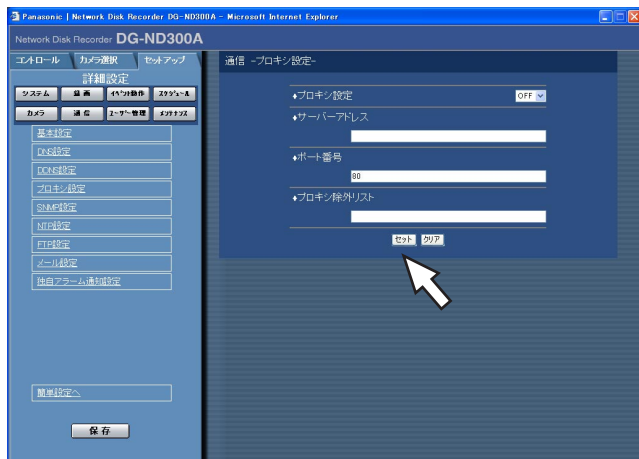 Panasonic | Network Disk Recorder DG-ND300A - Microsoft Internet Explorer
Network Disk Recorder DG-ND300A
コントロール カメラ選択 セットアップ
詳細設定
システム 録画 イベント動作 スケジュール
カメラ 通信 ユーザー管理 メンテナンス
基本設定
DNS設定
DDNS設定
プロキシ設定
SNMP設定
NTP設定
FTP設定
メール設定
独自アラーム通知設定
簡単設定へ
保存
通信 -プロキシ設定-
♦プロキシ設定 OFF
♦サーバーアドレス
♦ポート番号
80
♦プロキシ除外リスト
セット クリア